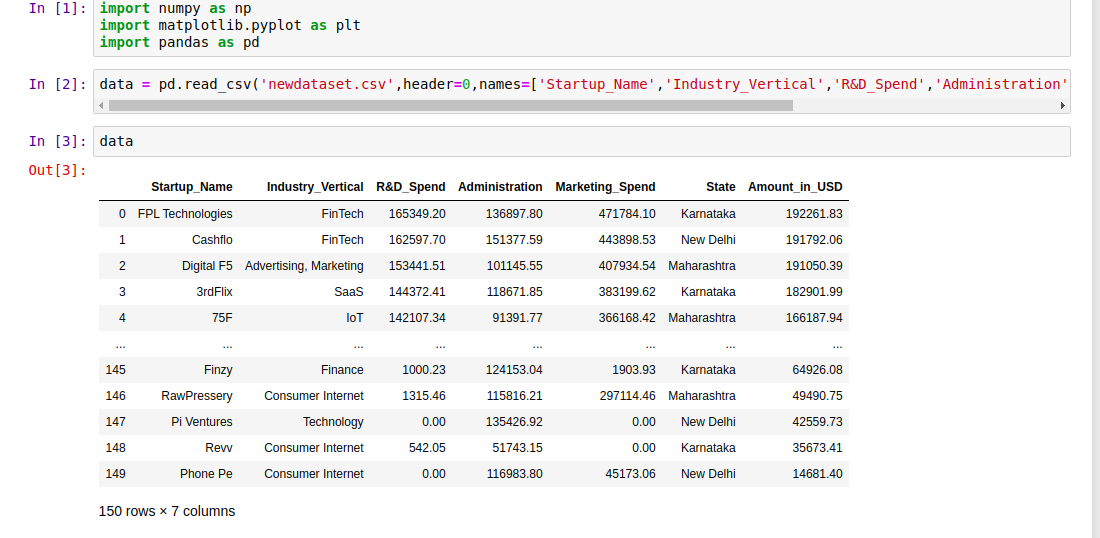 In [1]: import numpy as np
import matplotlib.pyplot as plt
import pandas as pd
In [2]: data = pd.read_csv('newdataset.csv',header=0,names=['Startup_Name','Industry_Vertical','R&D_Spend','Administration'
In [3]: data
Out[3]:
Startup_Name Industry_Vertical R&D_Spend Administration Marketing_Spend State Amount_in_USD
0 FPL Technologies FinTech 165349.20 136897.80 471784.10 Karnataka 192261.83
1 Cashflo FinTech 162597.70 151377.59 443898.53 New Delhi 191792.06
2 Digital F5 Advertising, Marketing 153441.51 101145.55 407934.54 Maharashtra 191050.39
3 3rdFlix SaaS 144372.41 118671.85 383199.62 Karnataka 182901.99
4 75F IoT 142107.34 91391.77 366168.42 Maharashtra 166187.94
... ... ... ... ... ... ... ...
145 Finzy Finance 1000.23 124153.04 1903.93 Karnataka 64926.08
146 RawPressery Consumer Internet 1315.46 115816.21 297114.46 Maharashtra 49490.75
147 Pi Ventures Technology 0.00 135426.92 0.00 New Delhi 42559.73
148 Revv Consumer Internet 542.05 51743.15 0.00 Karnataka 35673.41
149 Phone Pe Consumer Internet 0.00 116983.80 45173.06 New Delhi 14681.40
150 rows × 7 columns